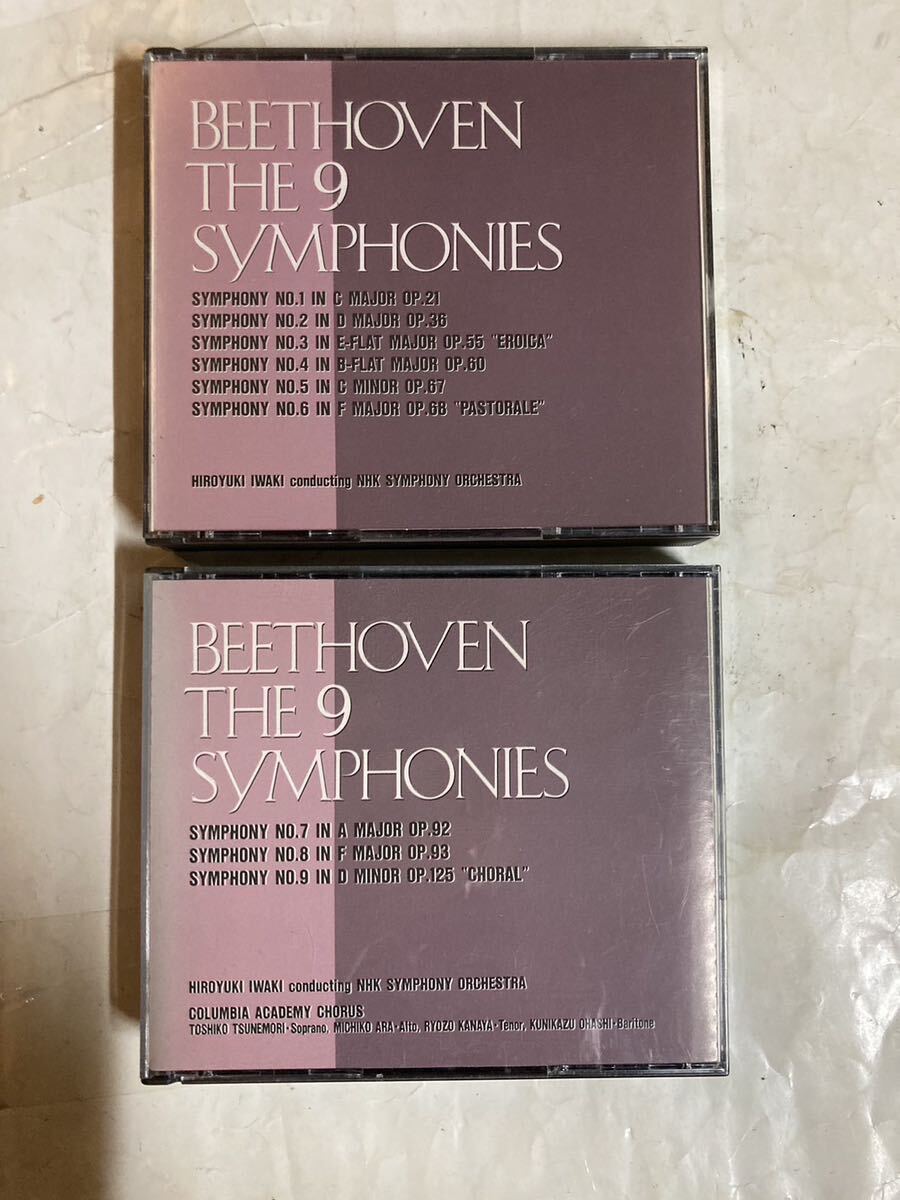 BEETHOVEN
THE 9
SYMPHONIES
SYMPHONY NO.1 IN C MAJOR OP.21
SYMPHONY NO.2 IN D MAJOR OP.36
SYMPHONY NO.3 IN E-FLAT MAJOR OP.55 "EROICA"
SYMPHONY NO.4 IN B-FLAT MAJOR OP.60
SYMPHONY NO.5 IN C MINOR OP.67
SYMPHONY NO.6 IN F MAJOR OP.68 "PASTORALE"
HIROYUKI IWAKI conducting NHK SYMPHONY ORCHESTRA
BEETHOVEN
THE 9
SYMPHONIES
SYMPHONY NO.7 IN A MAJOR OP.92
SYMPHONY NO.8 IN F MAJOR OP.93
SYMPHONY NO.9 IN D MINOR OP.125 "CHORAL"
HIROYUKI IWAKI conducting NHK SYMPHONY ORCHESTRA
COLUMBIA ACADEMY CHORUS
TOSHIKO TSUNEMORI·Soprano, MICHIKO ARA·Alto, RYOZO KANAYA·Tenor, KUNIKAZU OHASHI·Baritone